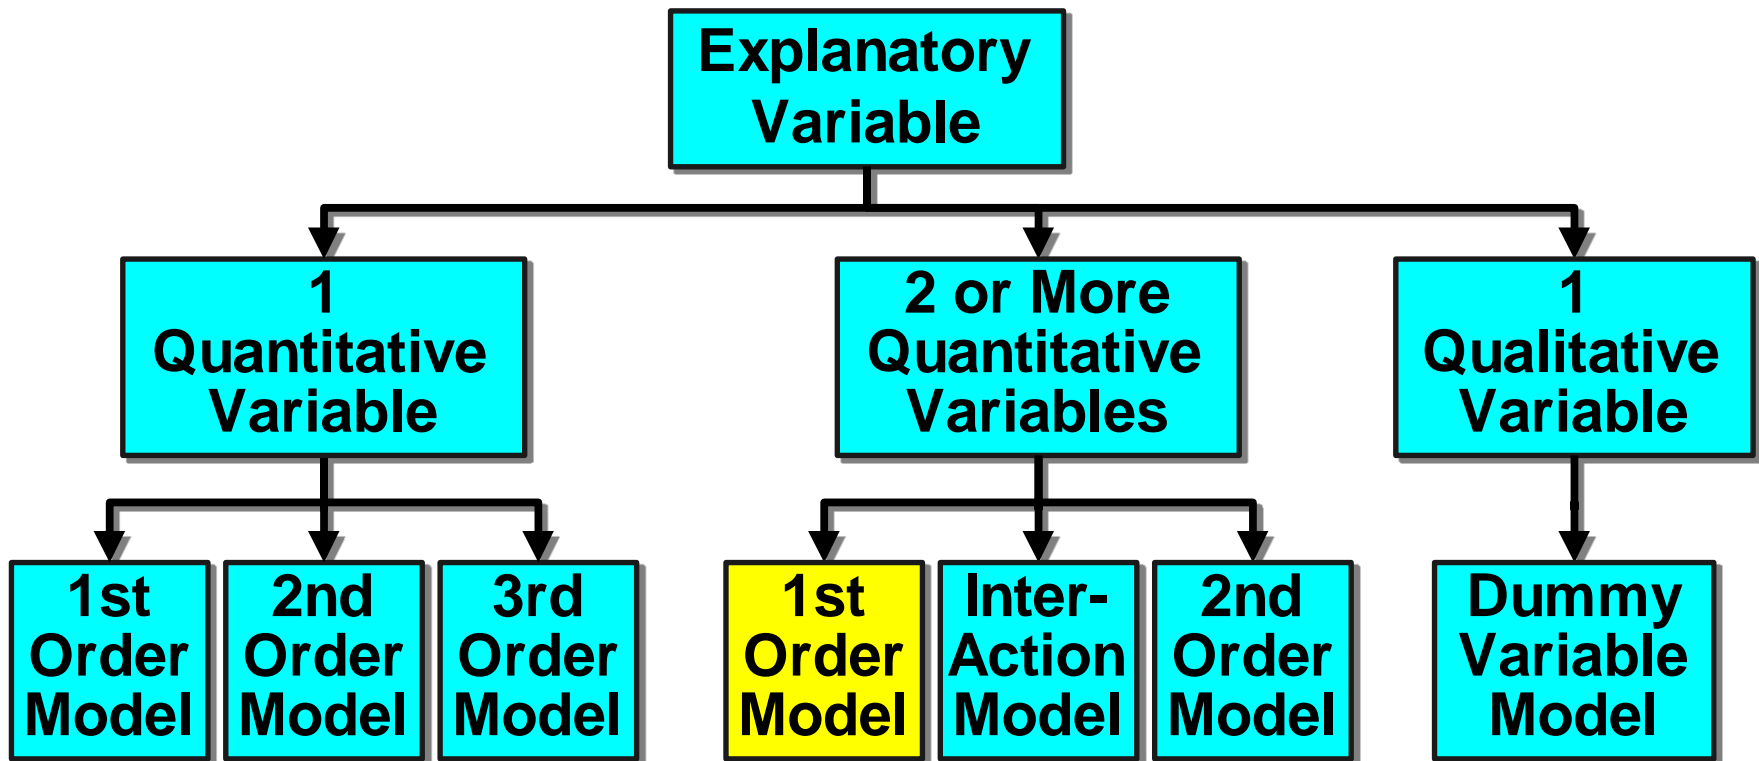 Explanatory
Variable
1
Quantitative
Variable
2 or More
Quantitative
Variables
1
Qualitative
Variable
1st
Order
Model
2nd
Order
Model
3rd
Order
Model
1st
Order
Model
Inter-
Action
Model
2nd
Order
Model
Dummy
Variable
Model